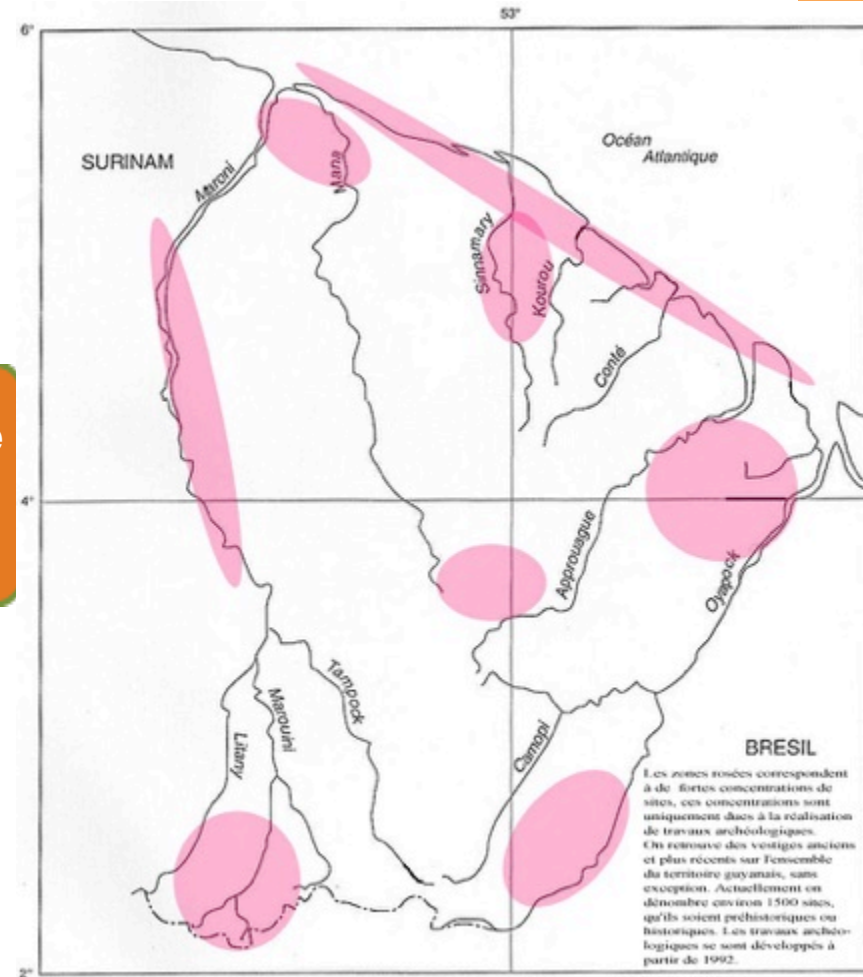 53°
6°
Océan
Atlantique
SURINAM
Maroni
Mana
Sinnamary
Kourou
Conté
4°
Approuague
Oyapock
Tampock
Marouini
Litany
Camopi
BRESIL
Les zones rosées correspondent
à de fortes concentrations de
sites, ces concentrations sont
uniquement dues à la réalisation
de travaux archéologiques.
On retrouve des vestiges anciens
et plus récents sur l'ensemble
du territoire guyanais, sans
exception. Actuellement on
dénombre environ 1500 sites,
qu'ils soient préhistoriques ou
historiques. Les travaux archéo-
logiques se sont développés à
partir de 1992.
2°